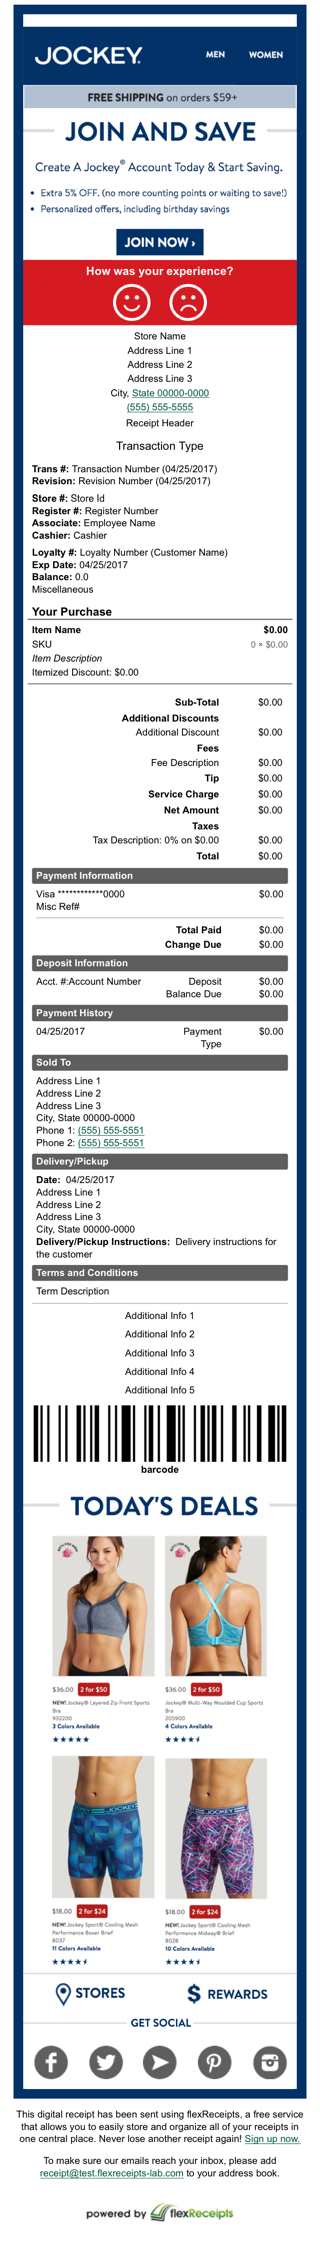 JOCKEY®
MEN WOMEN
FREE SHIPPING on orders $59+
JOIN AND SAVE
Create A Jockey® Account Today & Start Saving.
• Extra 5% OFF. (no more counting points or waiting to save!)
• Personalized offers, including birthday savings
JOIN NOW ›
How was your experience?
Store Name
Address Line 1
Address Line 2
Address Line 3
City, State 00000-0000
(555) 555-5555
Receipt Header
Transaction Type
Trans #: Transaction Number (04/25/2017)
Revision: Revision Number (04/25/2017)
Store #: Store Id
Register #: Register Number
Associate: Employee Name
Cashier: Cashier
Loyalty #: Loyalty Number (Customer Name)
Exp Date: 04/25/2017
Balance: 0.0
Miscellaneous
Your Purchase
Item Name $0.00
SKU 0 × $0.00
Item Description
Itemized Discount: $0.00
Sub-Total $0.00
Additional Discounts
Additional Discount $0.00
Fees
Fee Description $0.00
Tip $0.00
Service Charge $0.00
Net Amount $0.00
Taxes
Tax Description: 0% on $0.00 $0.00
Total $0.00
Payment Information
Visa ************0000 $0.00
Misc Ref#
Total Paid $0.00
Change Due $0.00
Deposit Information
Acct. #:Account Number Deposit $0.00
Balance Due $0.00
Payment History
04/25/2017 Payment $0.00
Type
Sold To
Address Line 1
Address Line 2
Address Line 3
City, State 00000-0000
Phone 1: (555) 555-5551
Phone 2: (555) 555-5551
Delivery/Pickup
Date: 04/25/2017
Address Line 1
Address Line 2
Address Line 3
City, State 00000-0000
Delivery/Pickup Instructions: Delivery instructions for
the customer
Terms and Conditions
Term Description
Additional Info 1
Additional Info 2
Additional Info 3
Additional Info 4
Additional Info 5
barcode
TODAY'S DEALS
$36.00 2 for $50
NEW! Jockey® Layered Zip Front Sports
Bra
932200
3 Colors Available
$36.00 2 for $50
Jockey® Multi-Way Moulded Cup Sports
Bra
205900
4 Colors Available
JOCKEY
JOCKEY
$18.00 2 for $24
NEW! Jockey Sport® Cooling Mesh
Performance Boxer Brief
8037
11 Colors Available
$18.00 2 for $24
NEW! Jockey Sport® Cooling Mesh
Performance Midway® Brief
8028
10 Colors Available
STORES $ REWARDS
GET SOCIAL
This digital receipt has been sent using flexReceipts, a free service
that allows you to easily store and organize all of your receipts in
one central place. Never lose another receipt again! Sign up now.
To make sure our emails reach your inbox, please add
receipt@test.flexreceipts-lab.com to your address book.
powered by flexReceipts